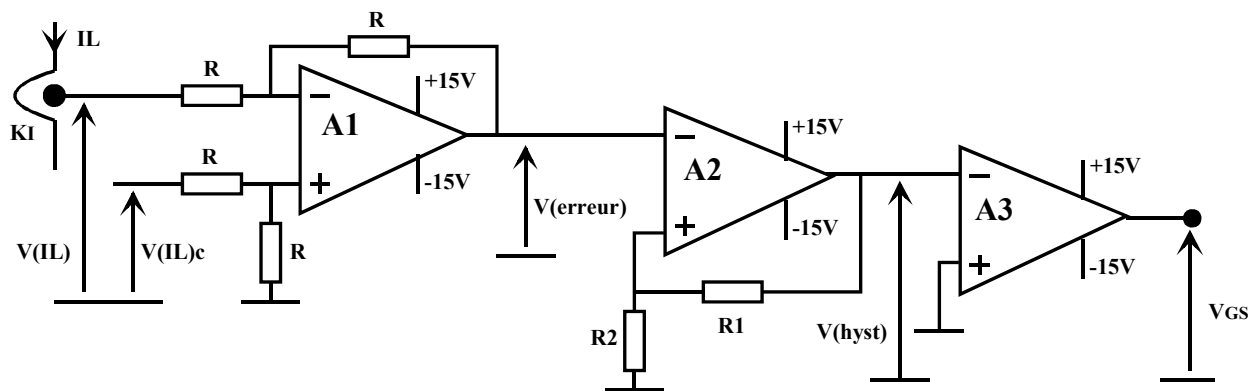 IL
R
R
+15V
KI
A1
+15V
A2
+15V
R
-15V
A3
-15V
V(erreur)
V(IL)
V(IL)c
R
-15V
R2
R1
V(hyst)
VGS